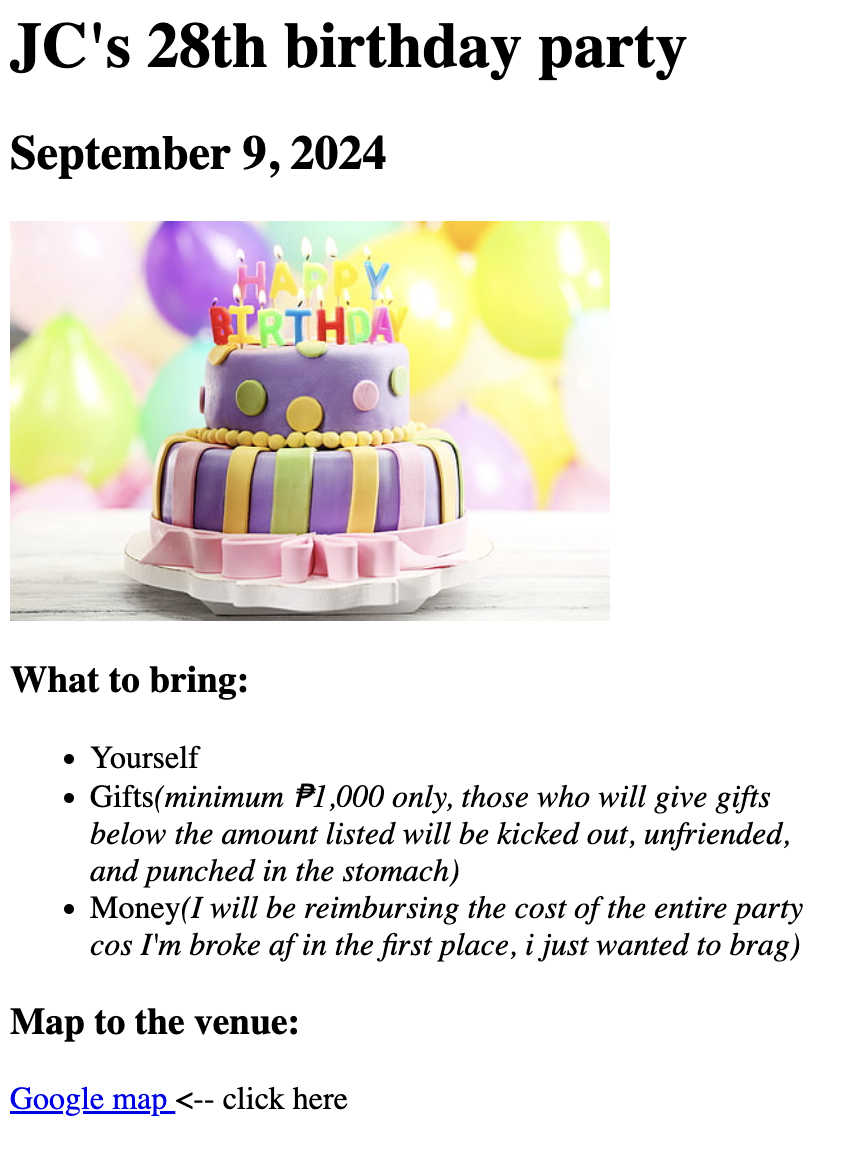 JC's 28th birthday party
September 9, 2024
HAPPY
BIRTHDAY
What to bring:
• Yourself
• Gifts(minimum ₱1,000 only, those who will give gifts
below the amount listed will be kicked out, unfriended,
and punched in the stomach)
• Money(I will be reimbursing the cost of the entire party
cos I'm broke af in the first place, i just wanted to brag)
Map to the venue:
Google map <-- click here